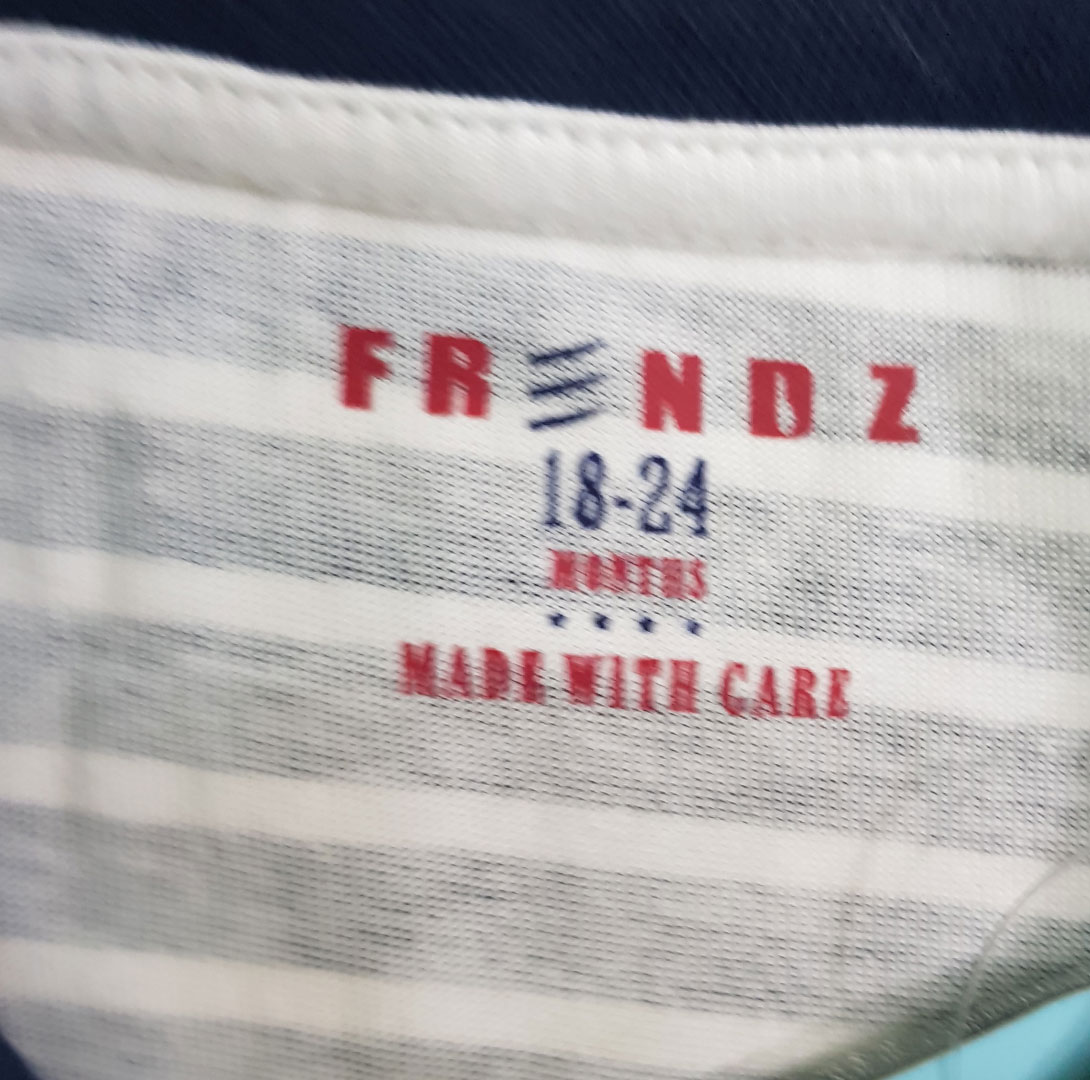 FRENDZ
18-24
MONTHS
MADE WITH CARE